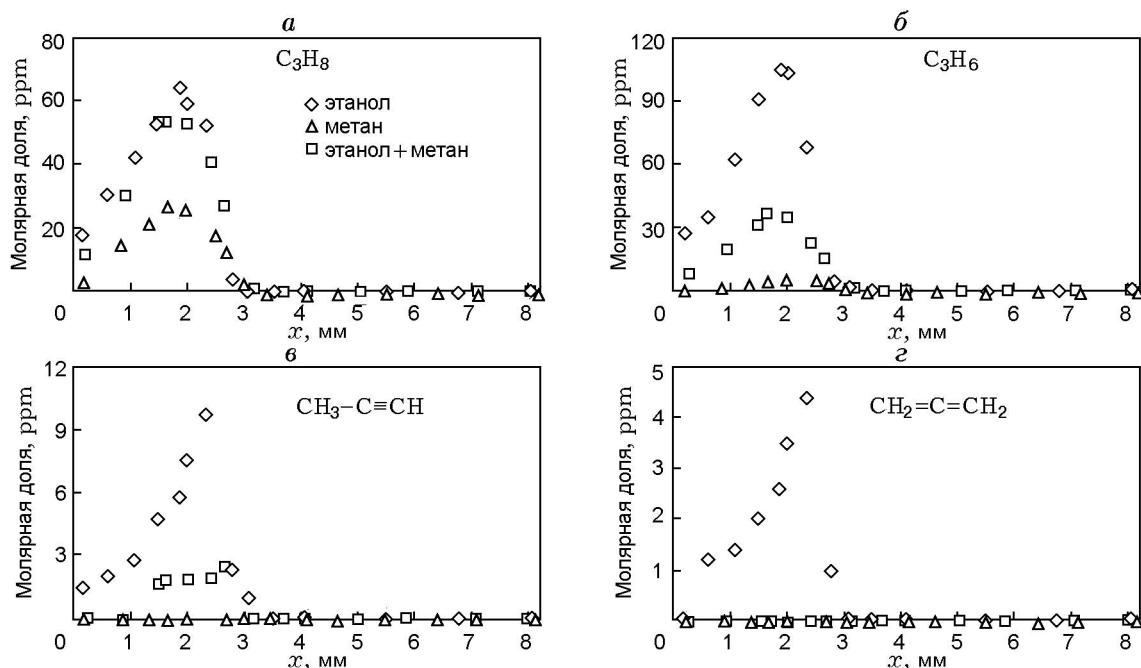 а
80
60
40
20
Молярная доля, ppm
C₃H₈
этанол
метан
этанол + метан
0 1 2 3 4 5 6 7 8
x, мм
б
120
90
60
30
Молярная доля, ppm
C₃H₆
0 1 2 3 4 5 6 7 8
x, мм
в
12
9
6
3
Молярная доля, ppm
CH₃–C≡CH
0 1 2 3 4 5 6 7 8
x, мм
г
5
4
3
2
1
Молярная доля, ppm
CH₂=C=CH₂
0 1 2 3 4 5 6 7 8
x, мм